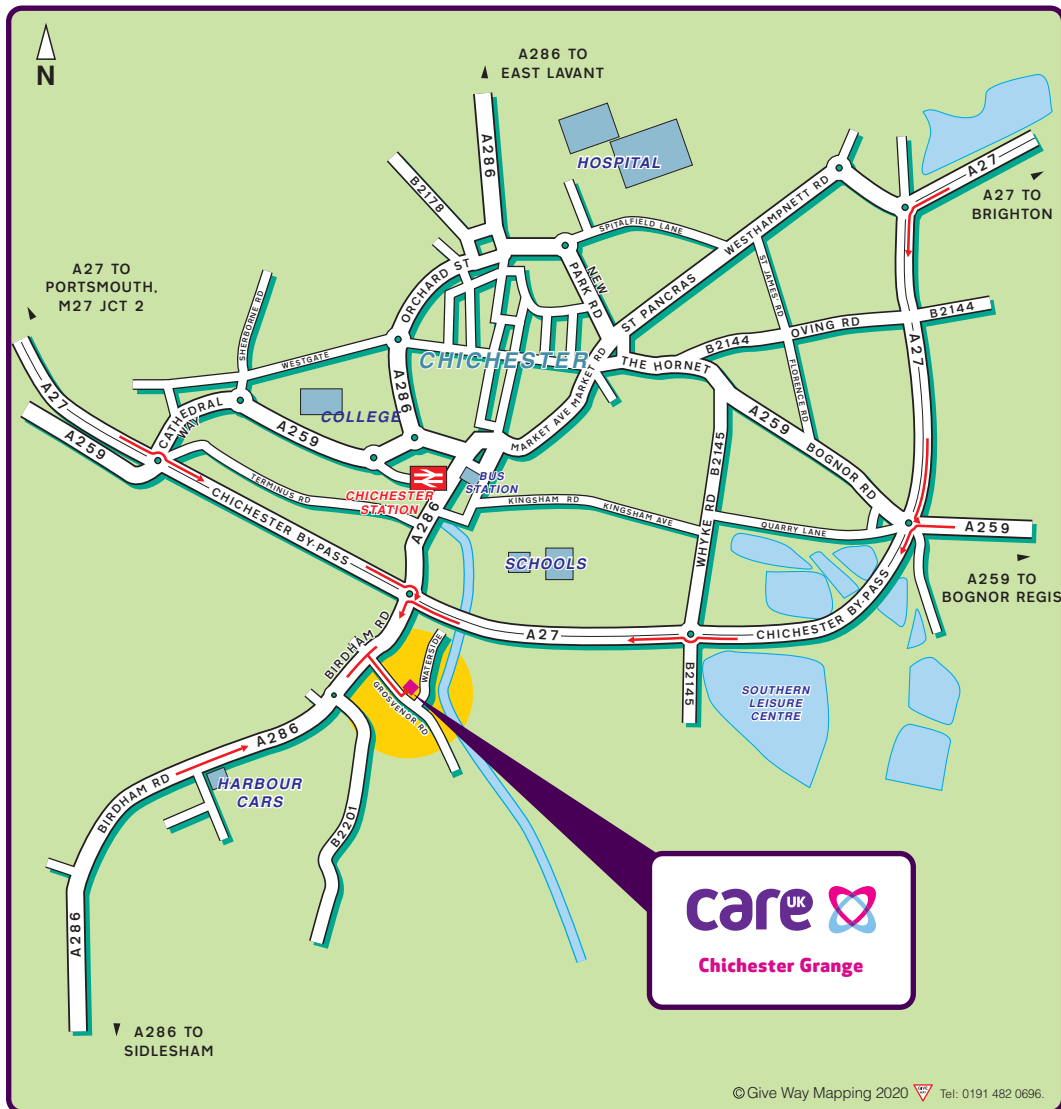 A286 TO
EAST LAVANT
N
A286
HOSPITAL
B2178
A27
A27 TO
BRIGHTON
WESTHAMPNETT RD
SPITALFIELD LANE
A27 TO
PORTSMOUTH,
M27 JCT 2
ORCHARD ST
NEW
PARK RD
ST JAMES' RD
ST PANCRAS
SHERBORNE RD
B2144
OVING RD
B2144
WESTGATE
CHICHESTER
THE HORNET
A27
FLORENCE RD
A27
A259
CATHEDRAL
WAY
COLLEGE
A286
A259
MARKET AVE
MARKET RD
A259
BOGNOR RD
B2145
TERMINUS RD
CHICHESTER
STATION
BUS
STATION
KINGSHAM RD
KINGSHAM AVE
QUARRY LANE
A259
CHICHESTER BY-PASS
A286
WHYKE RD
SCHOOLS
A259 TO
BOGNOR REGIS
A27
CHICHESTER BY-PASS
BIRDHAM RD
WATERSIDE
GROSVENOR RD
B2145
SOUTHERN
LEISURE
CENTRE
A286
BIRDHAM RD
HARBOUR
CARS
B2201
A286
care UK
Chichester Grange
A286 TO
SIDLESHAM
© Give Way Mapping 2020 Tel: 0191 482 0696.